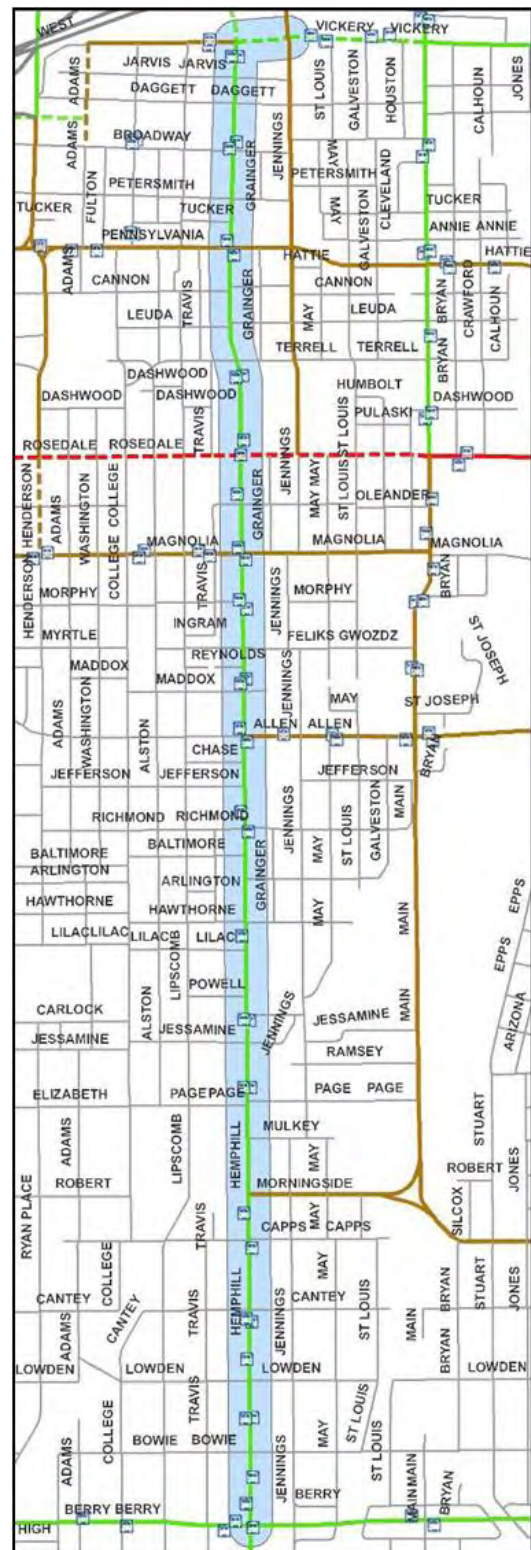 WEST
VICKERY VICKERY
ADAMS
JARVIS JARVIS
ST LOUIS
GALVESTON
HOUSTON
JONES
DAGGETT DAGGETT
CALHOUN
ADAMS
BROADWAY
GRAINGER
JENNINGS
MAY
CLEVELAND
PETERSMITH
PETERSMITH
FULTON
TUCKER
TUCKER
MAY
GALVESTON
TUCKER
ANNIE ANNIE
PENNSYLVANIA
HATTIE
HATTIE
ADAMS
CANNON
CANNON
TRAVIS
GRAINGER
BRYAN
CRAWFORD
CALHOUN
LEUDA
MAY
LEUDA
TERRELL
TERRELL
BRYAN
DASHWOOD
HUMBOLT
DASHWOOD
DASHWOOD
DASHWOOD
PULASKI
TRAVIS
ST LOUIS
ROSEDALE
ROSEDALE
JENNINGS
HENDERSON
HENDERSON
ADAMS
WASHINGTON
COLLEGE
COLLEGE
GRAINGER
MAY MAY
ST LOUIS
OLEANDER
MAGNOLIA
MAGNOLIA
MAGNOLIA
MORPHY
TRAVIS
JENNINGS
MORPHY
BRYAN
INGRAM
MYRTLE
FELIKS GWOZDZ
ST JOSEPH
REYNOLDS
MADDOX
MADDOX
JENNINGS
MAY
ST JOSEPH
ADAMS
WASHINGTON
ALSTON
ALLEN ALLEN
CHASE
BRYAN
JEFFERSON
JEFFERSON
JEFFERSON
RICHMOND
RICHMOND
JENNINGS
MAY
ST LOUIS
GALVESTON
MAIN
BALTIMORE
BALTIMORE
ARLINGTON
ARLINGTON
GRAINGER
HAWTHORNE
HAWTHORNE
MAY
MAIN
EPPS
LILAC LILAC
LILAC
LILAC
LIPSCOMB
EPPS
POWELL
CARLOCK
ALSTON
JENNINGS
JESSAMINE
MAIN
ARIZONA
JESSAMINE
JESSAMINE
RAMSEY
ELIZABETH
PAGE PAGE
PAGE
PAGE
STUART
ADAMS
LIPSCOMB
HEMPHILL
MULKEY
MAY
ROBERT
JONES
ROBERT
MORNINGSIDE
RYAN PLACE
TRAVIS
MAY
CAPPS
CAPPS
SILCOX
COLLEGE
MAY
STUART
JONES
CANTEY
CANTEY
TRAVIS
HEMPHILL
JENNINGS
CANTEY
ST LOUIS
MAIN
BRYAN
ADAMS
BRYAN
LOWDEN
LOWDEN
LOWDEN
LOWDEN
COLLEGE
TRAVIS
MAY
ST LOUIS
BOWIE
BOWIE
ADAMS
JENNINGS
ST LOUIS
BERRY
MAIN MAIN
BRYAN
BERRY BERRY
HIGH